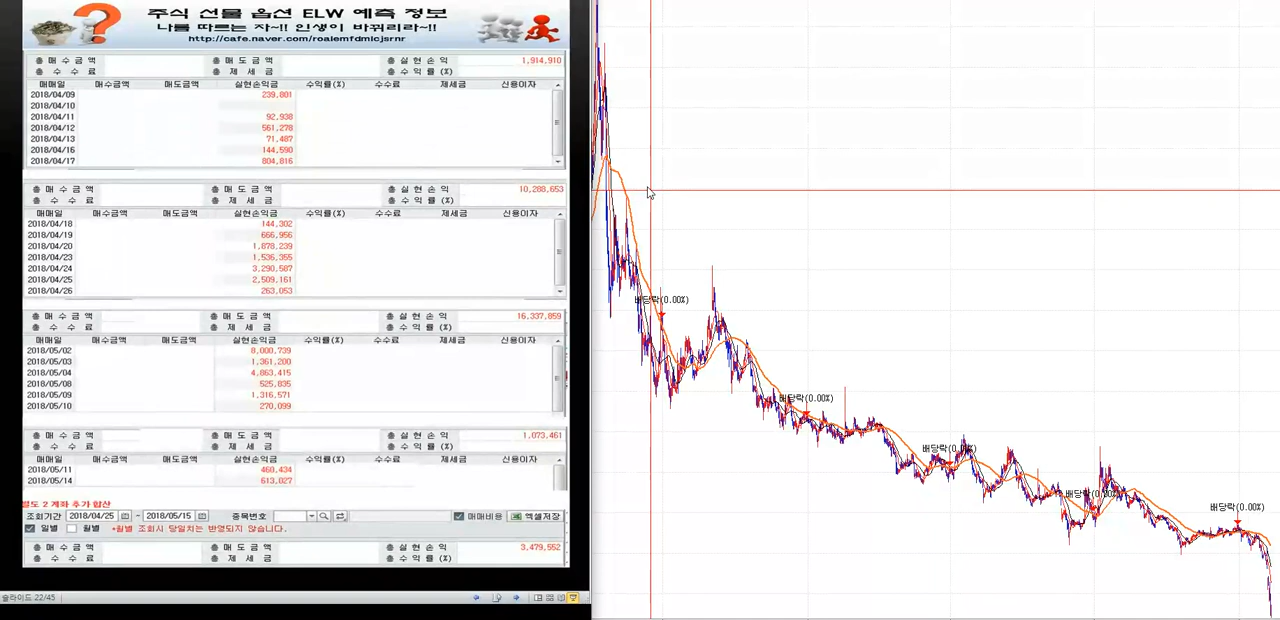 주식 선물 옵션 ELW 예측 정보
나를 따르는 자~!! 인생이 바뀌리라~!!
http://cafe.naver.com/roalemfdmlcjsrnr
총 매 수 금 액 총 매 도 금 액 총 실 현 손 익 1,914,910
총 수 수 료 총 제 세 금 총 수 익 률 (%)
매매일 매수금액 매도금액 실현손익금 수익률(%) 수수료 제세금 신용이자
2018/04/09 239,801
2018/04/10
2018/04/11 92,938
2018/04/12 561,278
2018/04/13 71,487
2018/04/16 144,590
2018/04/17 804,816
총 매 수 금 액 총 매 도 금 액 총 실 현 손 익 10,288,653
총 수 수 료 총 제 세 금 총 수 익 률 (%)
매매일 매수금액 매도금액 실현손익금 수익률(%) 수수료 제세금 신용이자
2018/04/18 144,302
2018/04/19 666,956
2018/04/20 1,878,239
2018/04/23 1,536,355
2018/04/24 3,290,587
2018/04/25 2,509,161
2018/04/26 263,053
총 매 수 금 액 총 매 도 금 액 총 실 현 손 익 16,337,859
총 수 수 료 총 제 세 금 총 수 익 률 (%)
매매일 매수금액 매도금액 실현손익금 수익률(%) 수수료 제세금 신용이자
2018/05/02 8,000,739
2018/05/03 1,361,200
2018/05/04 4,863,415
2018/05/08 525,835
2018/05/09 1,316,571
2018/05/10 270,099
총 매 수 금 액 총 매 도 금 액 총 실 현 손 익 1,073,461
총 수 수 료 총 제 세 금 총 수 익 률 (%)
매매일 매수금액 매도금액 실현손익금 수익률(%) 수수료 제세금 신용이자
2018/05/11 460,434
2018/05/14 613,027
별도 2 계좌 추가 합산
조회기간 2018/04/25 - 2018/05/15 종목번호 매매비용 엑셀저장
일별 월별 *월별 조회시 당일치는 반영되지 않습니다.
총 매 수 금 액 총 매 도 금 액 총 실 현 손 익 3,479,552
총 수 수 료 총 제 세 금 총 수 익 률 (%)
슬라이드 22/45
배당락(0.00%)
배당락(0.00%)
배당락(0.00%)
배당락(0.00%)
배당락(0.00%)